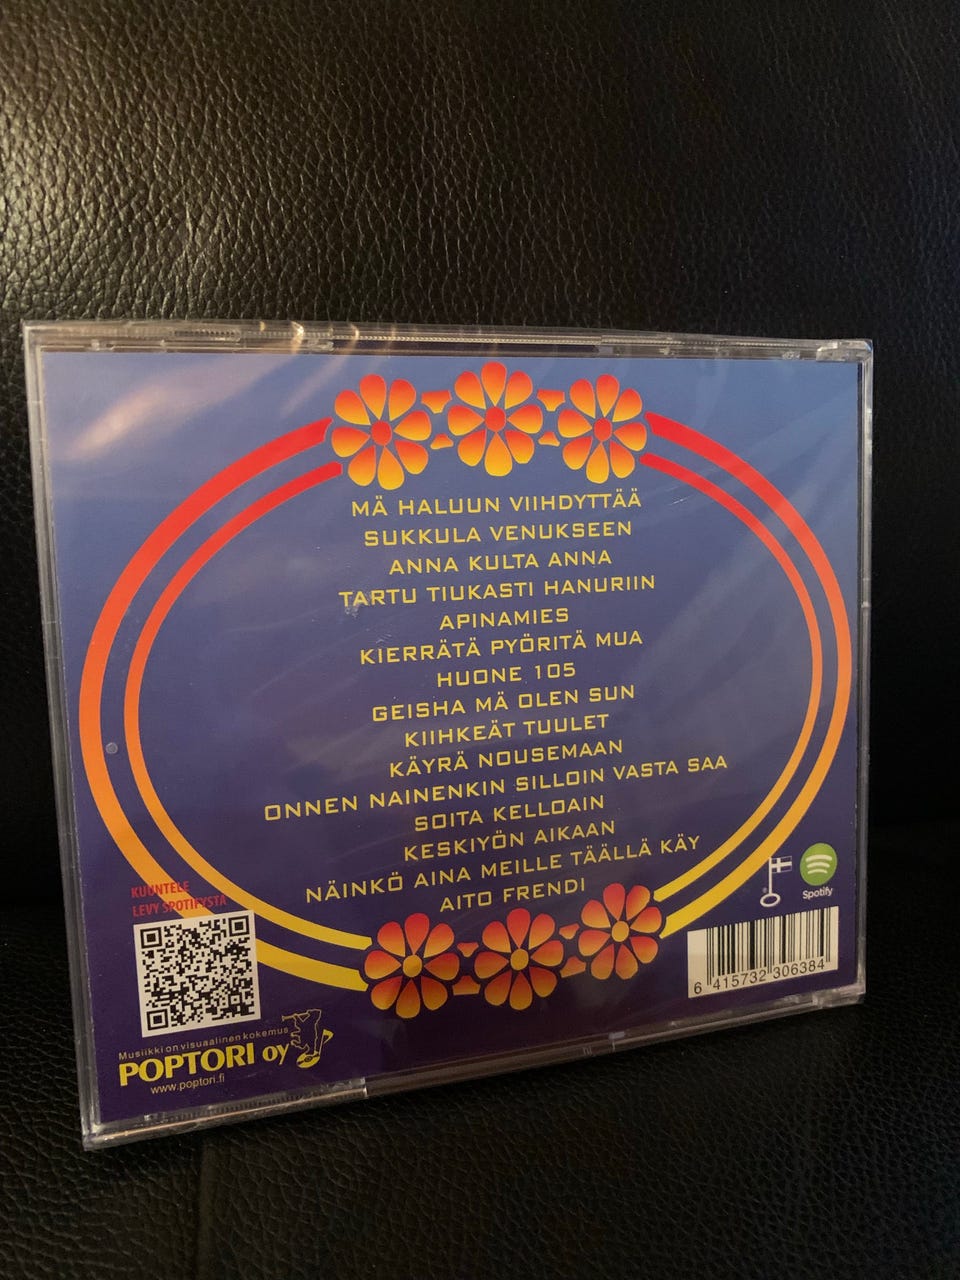 MÄ HALUUN VIIHDYTTÄÄ
SUKKULA VENUKSEEN
ANNA KULTA ANNA
TARTU TIUKASTI HANURIIN
APINAMIES
KIERRÄTÄ PYÖRITÄ MUA
HUONE 105
GEISHA MÄ OLEN SUN
KIIHKEÄT TUULET
KÄYRÄ NOUSEMAAN
ONNEN NAINENKIN SILLOIN VASTA SAA
SOITA KELLOAIN
KESKIYÖN AIKAAN
NÄINKÖ AINA MEILLE TÄÄLLÄ KÄY
AITO FRENDI
KUUNTELE
LEVY SPOTIFYSTA
Spotify
6 415732 306384
Musiikki on visuaalinen kokemus
POPTORI OY
www.poptori.fi